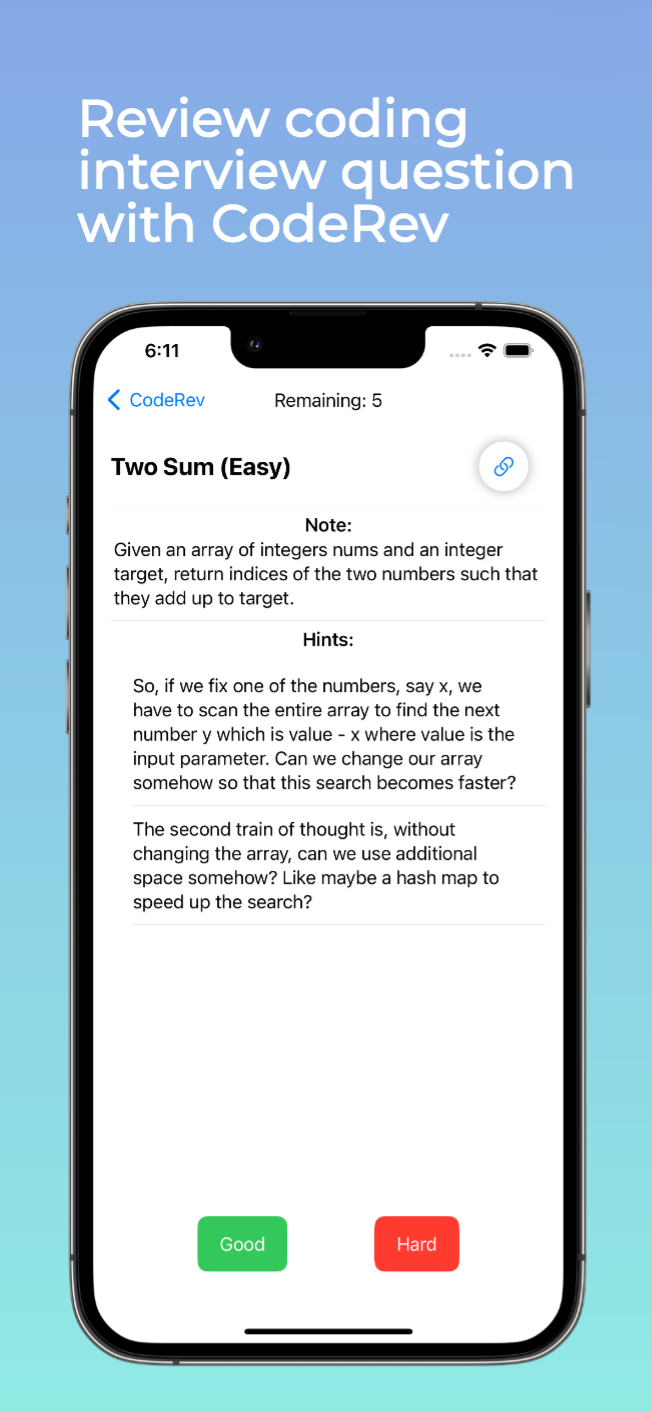 Review coding
interview question
with CodeRev
6:11
CodeRev
Remaining: 5
Two Sum (Easy)
Note:
Given an array of integers nums and an integer
target, return indices of the two numbers such that
they add up to target.
Hints:
So, if we fix one of the numbers, say x, we
have to scan the entire array to find the next
number y which is value - x where value is the
input parameter. Can we change our array
somehow so that this search becomes faster?
The second train of thought is, without
changing the array, can we use additional
space somehow? Like maybe a hash map to
speed up the search?
Good
Hard